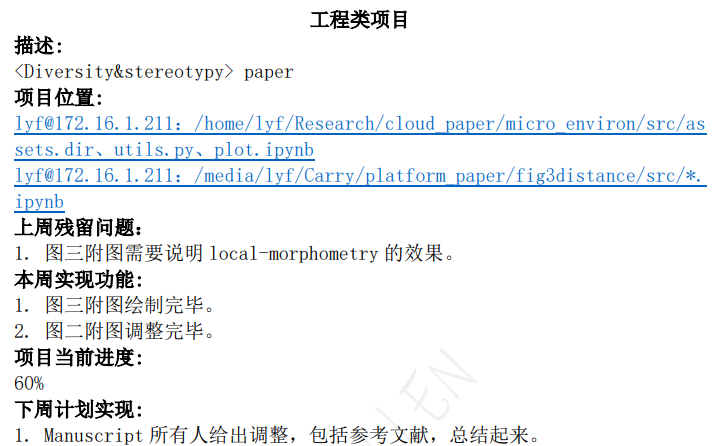 工程类项目
描述:
<Diversity&stereotypy> paper
项目位置:
lyf@172.16.1.211: /home/lyf/Research/cloud_paper/micro_environ/src/as
sets.dir、utils.py、plot.ipynb
lyf@172.16.1.211: /media/lyf/Carry/platform_paper/fig3distance/src/*.
ipynb
上周残留问题:
1. 图三附图需要说明 local-morphometry 的效果。
本周实现功能:
1. 图三附图绘制完毕。
2. 图二附图调整完毕。
项目当前进度:
60%
下周计划实现:
1. Manuscript 所有人给出调整，包括参考文献，总结起来。